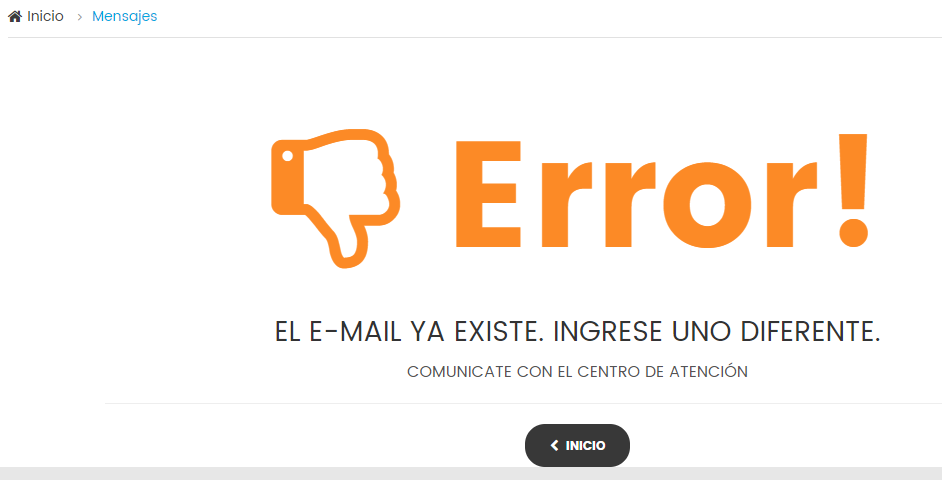 Inicio > Mensajes
Error!
EL E-MAIL YA EXISTE. INGRESE UNO DIFERENTE.
COMUNICATE CON EL CENTRO DE ATENCIÓN
INICIO